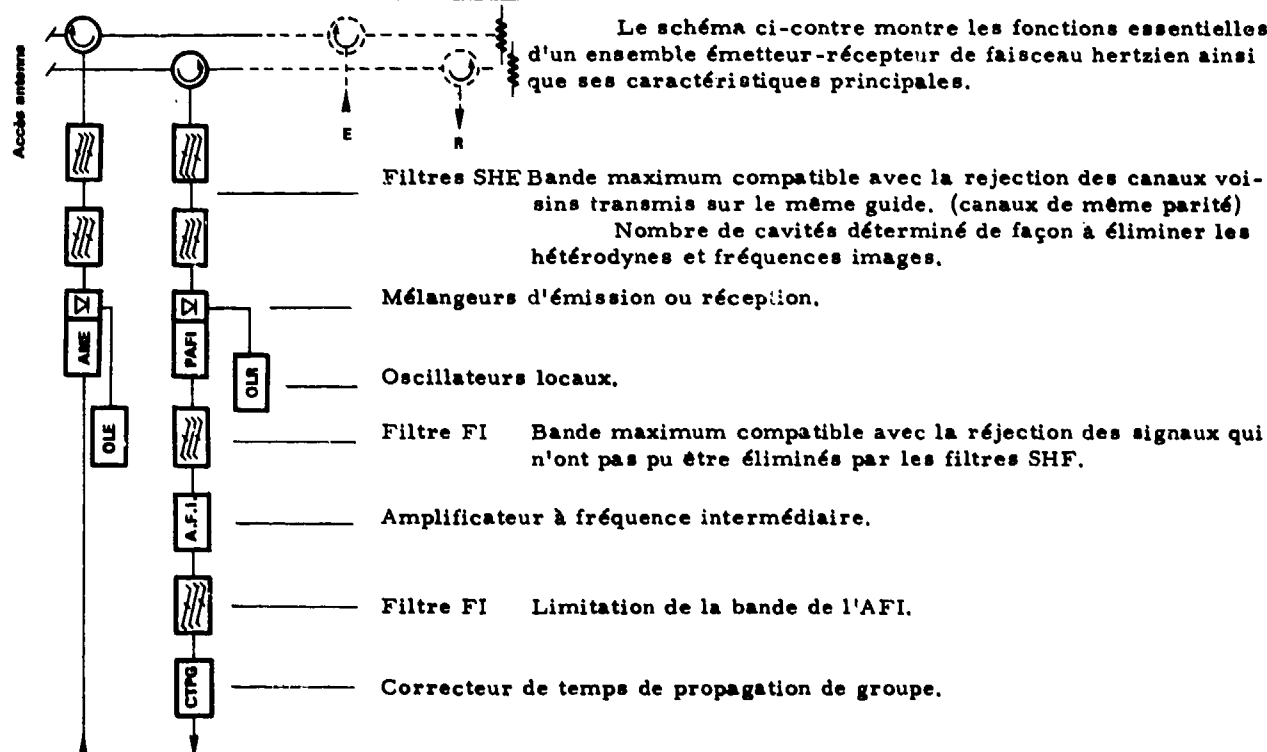 Le schéma ci-contre montre les fonctions essentielles
d'un ensemble émetteur-récepteur de faisceau hertzien ainsi
que ses caractéristiques principales.
Accès antenne
E
R
Filtres SHE Bande maximum compatible avec la rejection des canaux voi-
sins transmis sur le même guide. (canaux de même parité)
Nombre de cavités déterminé de façon à éliminer les
hétérodynes et fréquences images.
Mélangeurs d'émission ou réception.
AME
PAFI
OLR
Oscillateurs locaux.
OLE
Filtre FI Bande maximum compatible avec la réjection des signaux qui
n'ont pas pu être éliminés par les filtres SHF.
A.F.I.
Amplificateur à fréquence intermédiaire.
Filtre FI Limitation de la bande de l'AFI.
CTPG
Correcteur de temps de propagation de groupe.